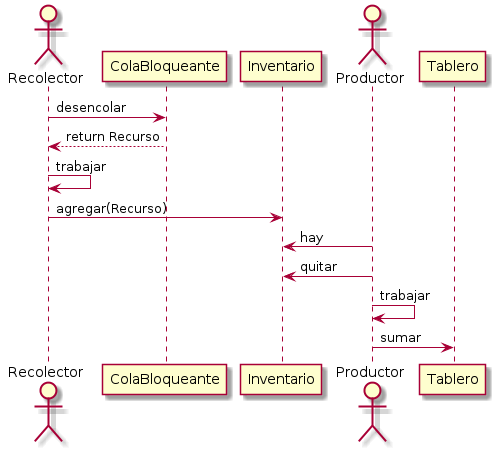 Recolector
ColaBloqueante
Inventario
Productor
Tablero
desencolar
return Recurso
trabajar
agregar(Recurso)
hay
quitar
trabajar
sumar
Recolector
ColaBloqueante
Inventario
Productor
Tablero